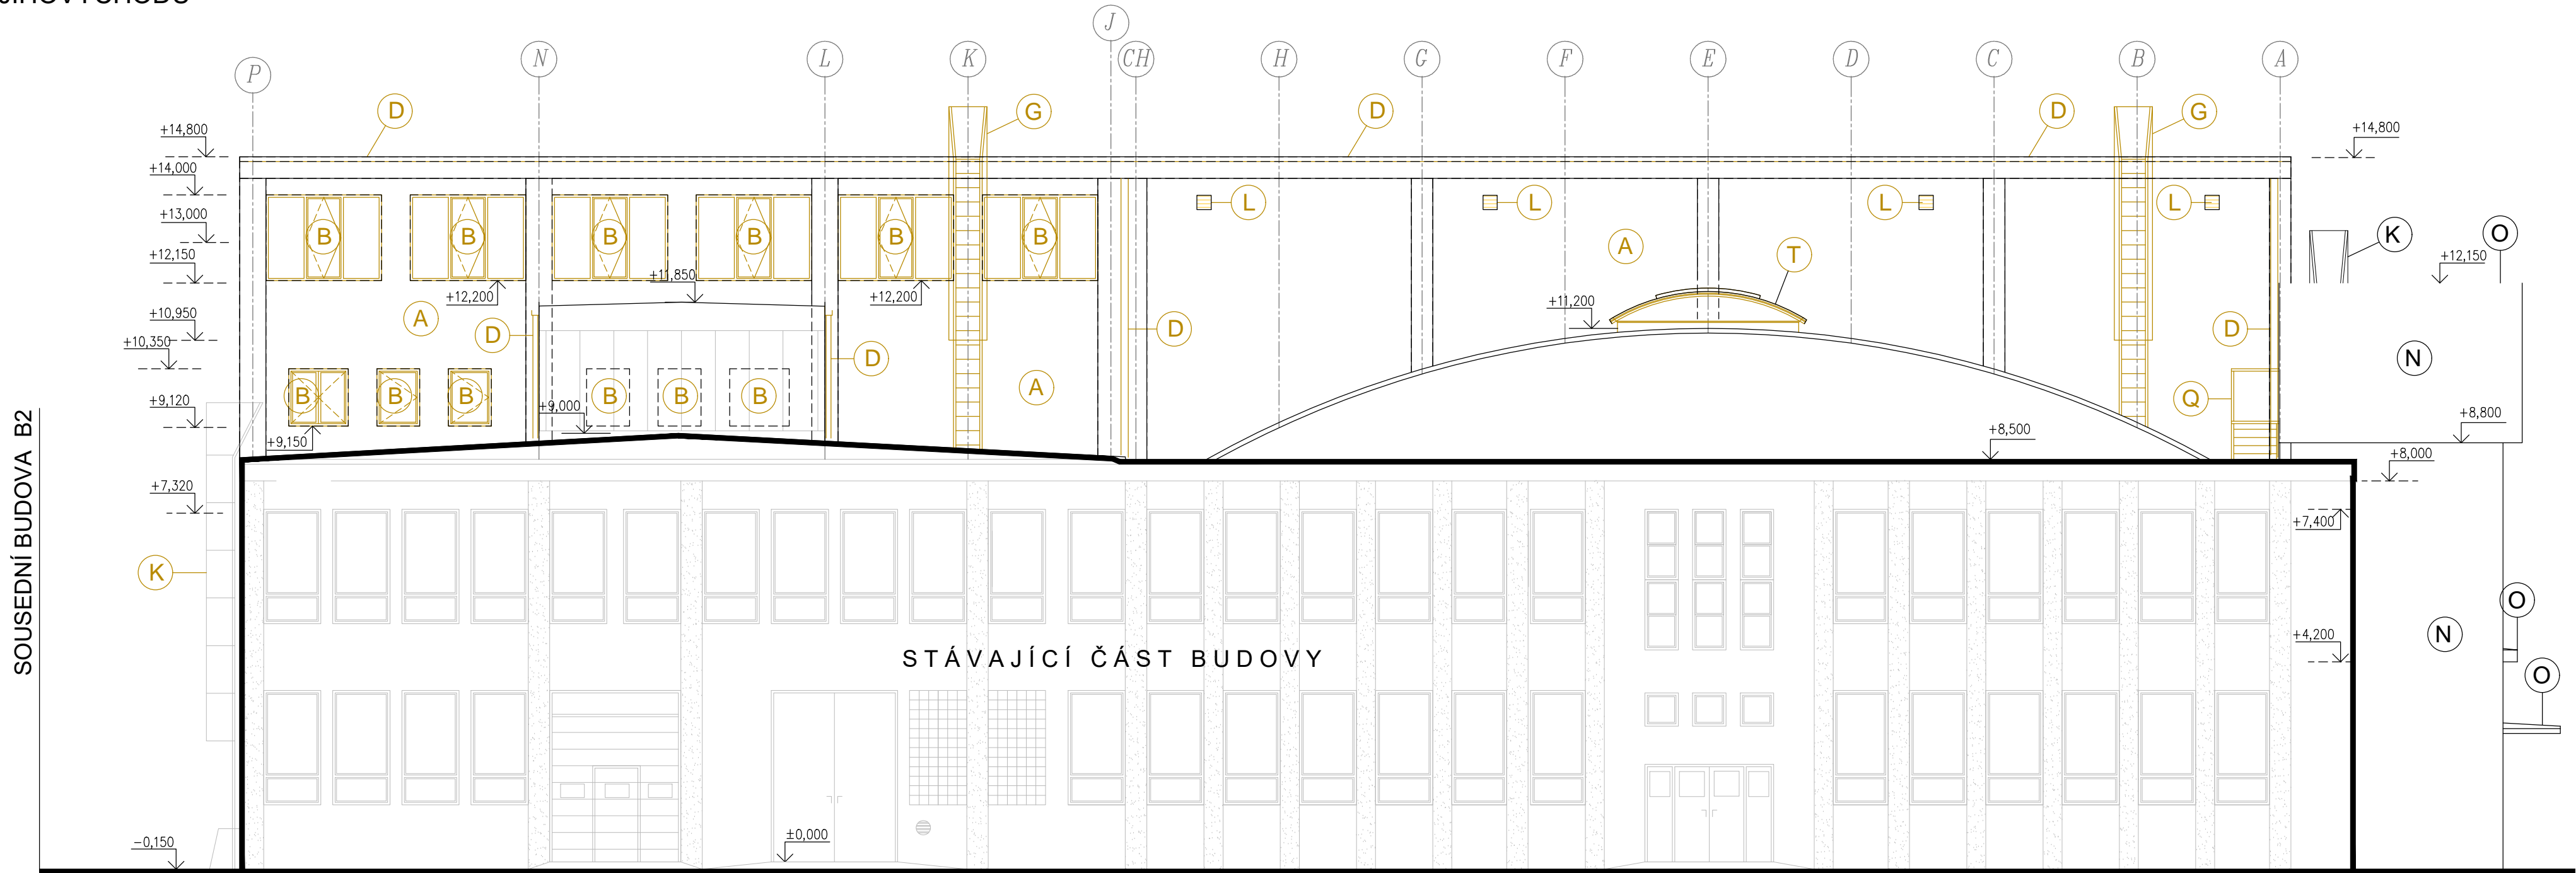 P N L K J CH H G F E D C B A
D G D D G
+14,800 +14,800
+14,000
L L L L
+13,000
B B B B B B
K O
+12,150 A T +12,150
+11,850
+12,200 +12,200
+11,200
+10,950 A
D D D
+10,350 D N
B B B B B B A Q
+9,120 +9,000
+9,150
+8,500 +8,800
+8,000
+7,320
+7,400
K O
N
+4,200
STÁVAJÍCÍ ČÁST BUDOVY
O
SOUSEDNÍ BUDOVA B2
-0,150 ±0,000